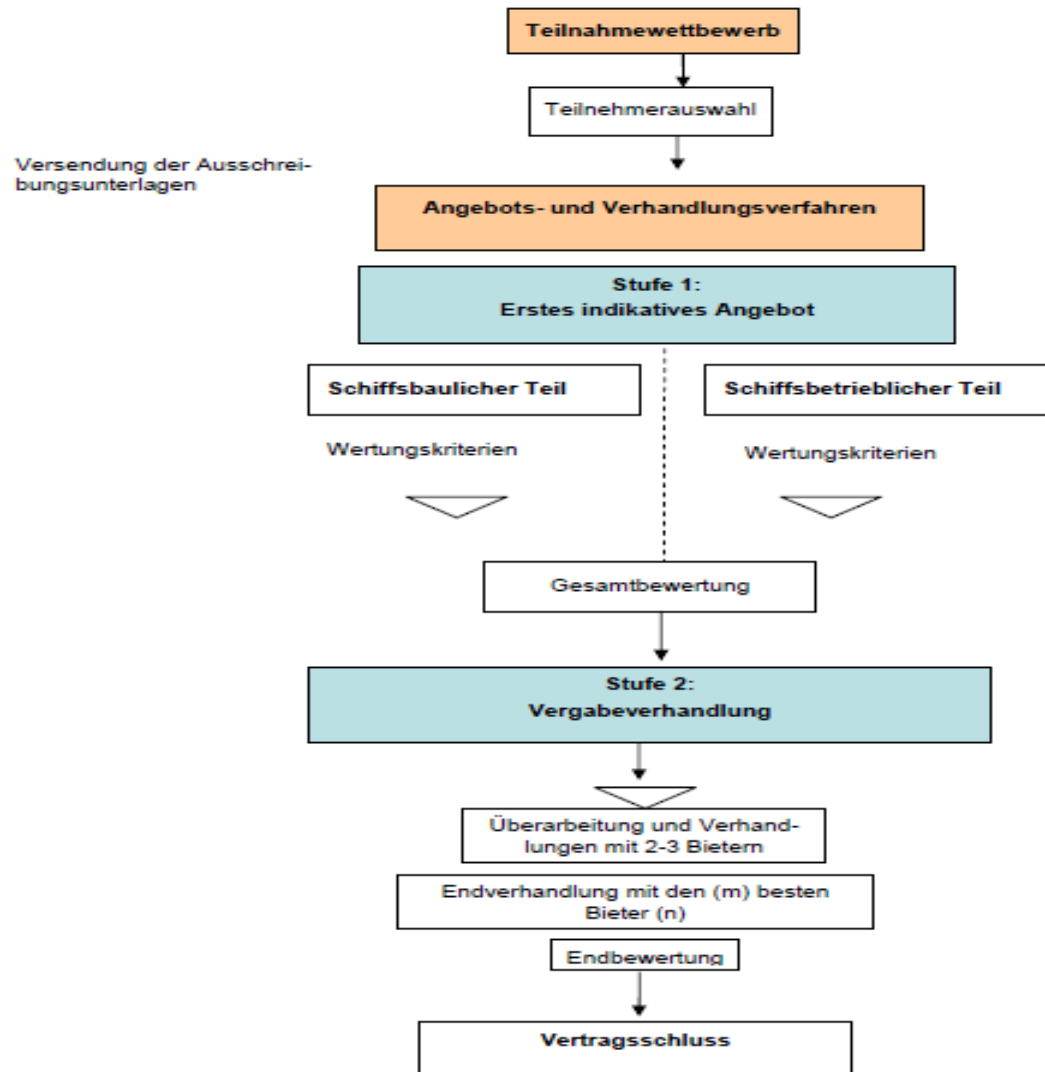 Teilnahmewettbewerb
Teilnehmerauswahl
Versendung der Ausschrei-
bungsunterlagen
Angebots- und Verhandlungsverfahren
Stufe 1:
Erstes indikatives Angebot
Schiffsbaulicher Teil
Schiffsbetrieblicher Teil
Wertungskriterien
Wertungskriterien
Gesamtbewertung
Stufe 2:
Vergabeverhandlung
Überarbeitung und Verhand-
lungen mit 2-3 Bietern
Endverhandlung mit den (m) besten
Bieter (n)
Endbewertung
Vertragsschluss